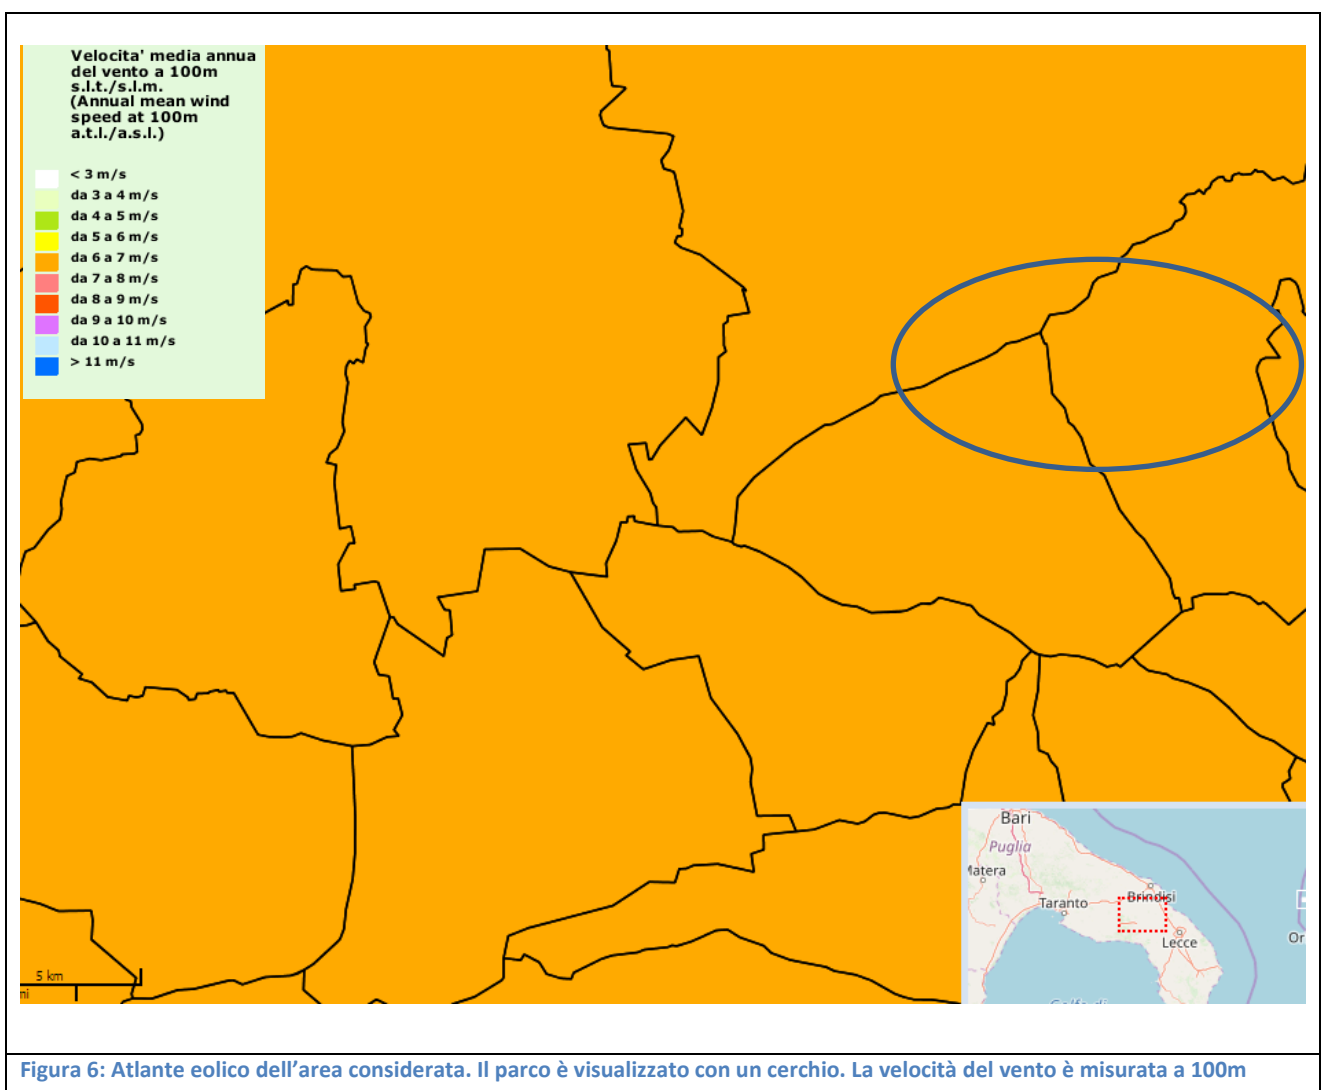 Velocita' media annua
del vento a 100m
s.l.t./s.l.m.
(Annual mean wind
speed at 100m
a.t.l./a.s.l.)
< 3 m/s
da 3 a 4 m/s
da 4 a 5 m/s
da 5 a 6 m/s
da 6 a 7 m/s
da 7 a 8 m/s
da 8 a 9 m/s
da 9 a 10 m/s
da 10 a 11 m/s
> 11 m/s
5 km
Bari
Puglia
Brindisi
Taranto
Lecce
Figura 6: Atlante eolico dell'area considerata. Il parco è visualizzato con un cerchio. La velocità del vento è misurata a 100m